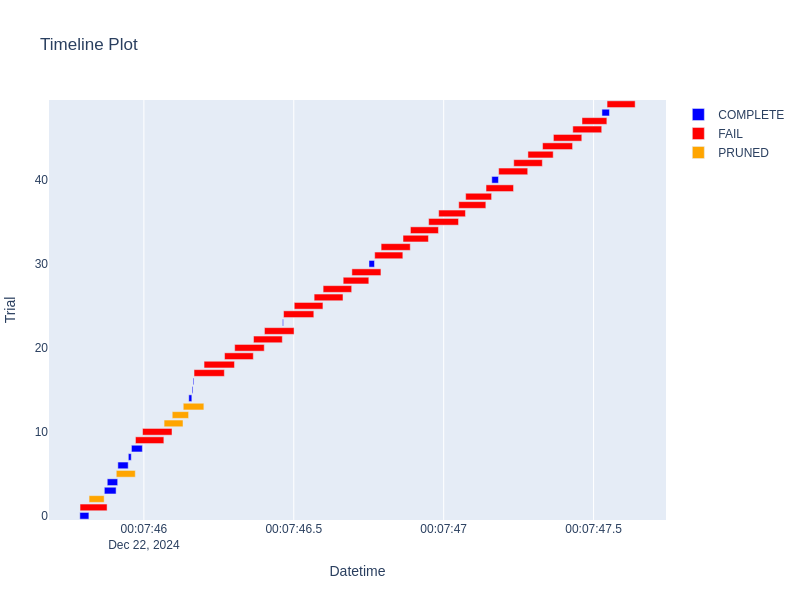 Timeline Plot
COMPLETE
FAIL
PRUNED
40
30
20
10
0
Trial
00:07:46
Dec 22, 2024
00:07:46.5
00:07:47
00:07:47.5
Datetime